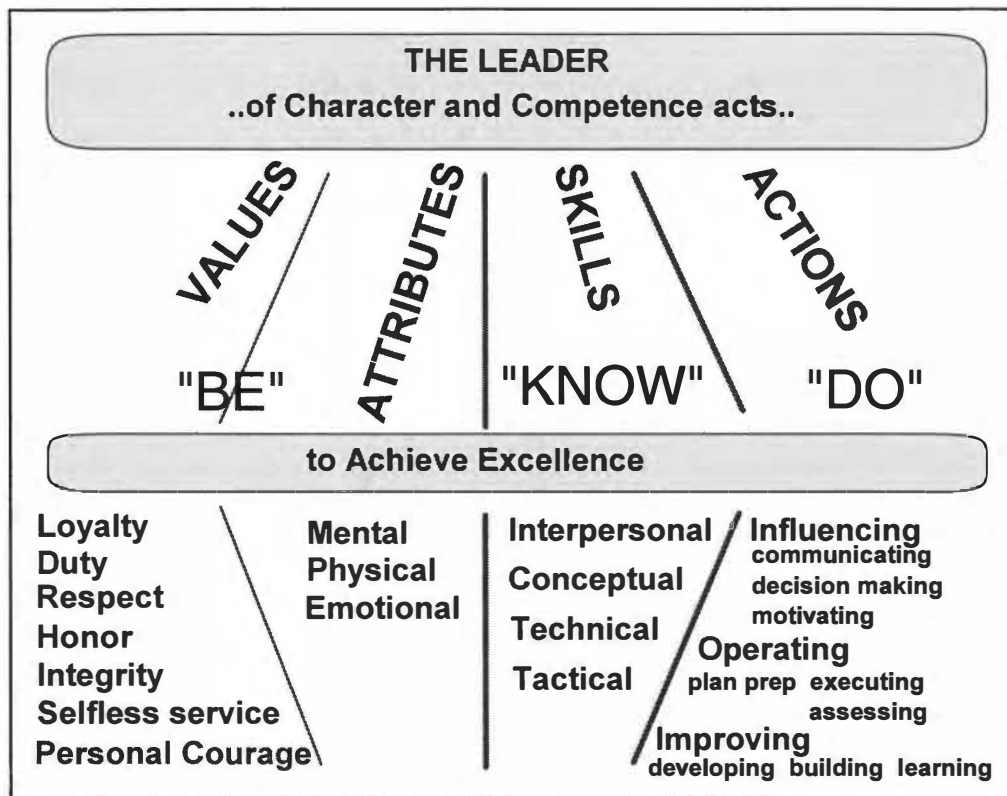 THE LEADER
..of Character and Competence acts..
VALUES
ATTRIBUTES
SKILLS
ACTIONS
"BE"
"KNOW"
"DO"
to Achieve Excellence
Loyalty
Duty
Respect
Honor
Integrity
Selfless service
Personal Courage
Mental
Physical
Emotional
Interpersonal
Conceptual
Technical
Tactical
Influencing
communicating
decision making
motivating
Operating
plan prep executing
assessing
Improving
developing building learning